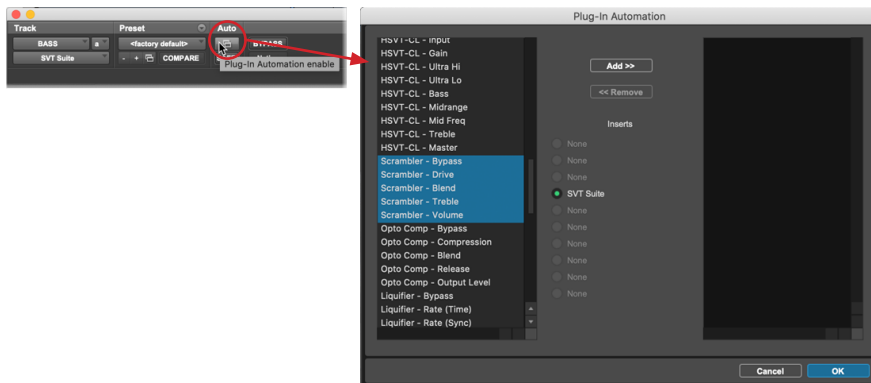 Track
Preset
Auto
BASS
a
<factory default>
BYPASS
SVT Suite
- +
COMPARE
Plug-In Automation enable
Plug-In Automation
HSVT-CL - Input
HSVT-CL - Gain
HSVT-CL - Ultra Hi
HSVT-CL - Ultra Lo
HSVT-CL - Bass
HSVT-CL - Midrange
HSVT-CL - Mid Freq
HSVT-CL - Treble
HSVT-CL - Master
Scrambler - Bypass
Scrambler - Drive
Scrambler - Blend
Scrambler - Treble
Scrambler - Volume
Opto Comp - Bypass
Opto Comp - Compression
Opto Comp - Blend
Opto Comp - Release
Opto Comp - Output Level
Liquifier - Bypass
Liquifier - Rate (Time)
Liquifier - Rate (Sync)
Add >>
<< Remove
Inserts
None
None
None
SVT Suite
None
None
None
None
None
None
Cancel
OK